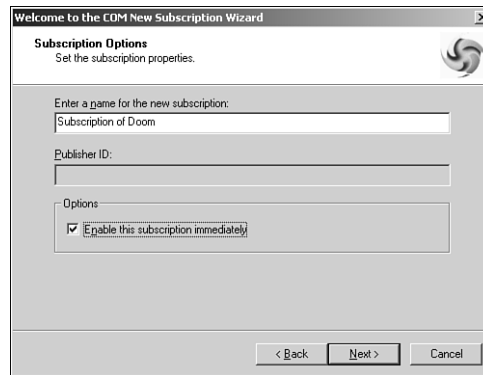 Welcome to the COM New Subscription Wizard
Subscription Options
Set the subscription properties.
Enter a name for the new subscription:
Subscription of Doom
Publisher ID:
Options
Enable this subscription immediately
< Back
Next >
Cancel